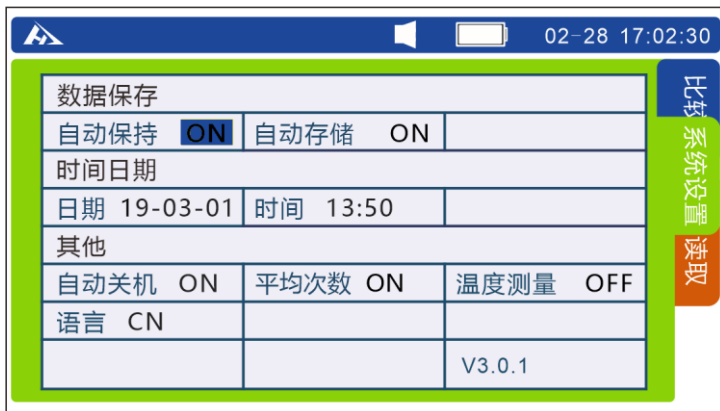 02-28 17:02:30
数据保存
自动保持 ON 自动存储 ON
时间日期
日期 19-03-01 时间 13:50
其他
自动关机 ON 平均次数 ON 温度测量 OFF
语言 CN
V3.0.1
比较
系统设置
读取